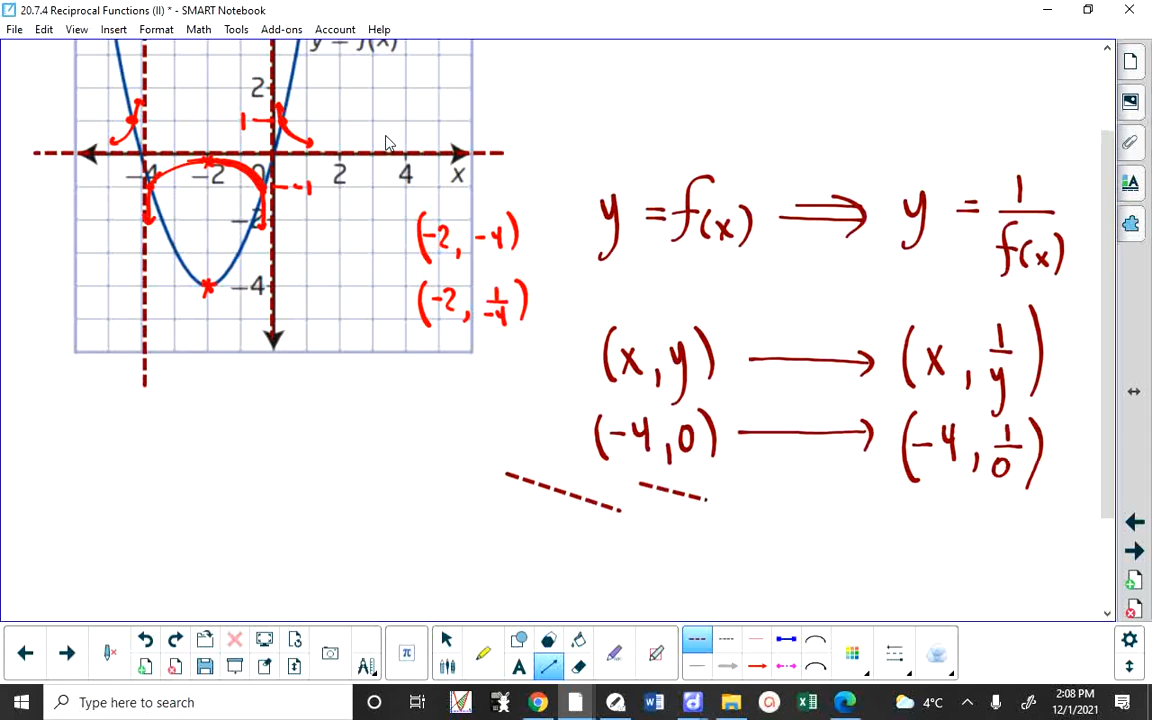 20.7.4 Reciprocal Functions (II) * - SMART Notebook
File Edit View Insert Format Math Tools Add-ons Account Help
y = f(x)
2
1
-4 -2 0 2 4 x
-1
-2
-4
(-2, -4)
(-2, 1/-4)
y = f(x) ⟹ y = 1/f(x)
(x, y) ⟶ (x, 1/y)
(-4, 0) ⟶ (-4, 1/0)
π
A
Type here to search
4°C
2:08 PM
12/1/2021